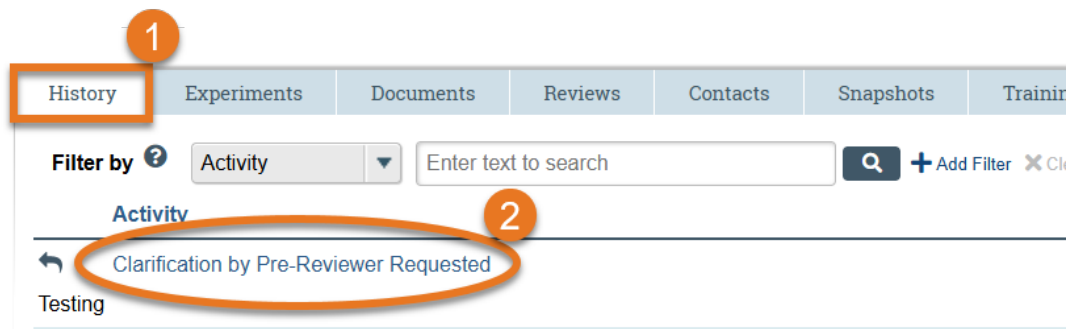 1
History Experiments Documents Reviews Contacts Snapshots
Filter by ? Activity Enter text to search Add Filter
Activity
2
Clarification by Pre-Reviewer Requested
Testing